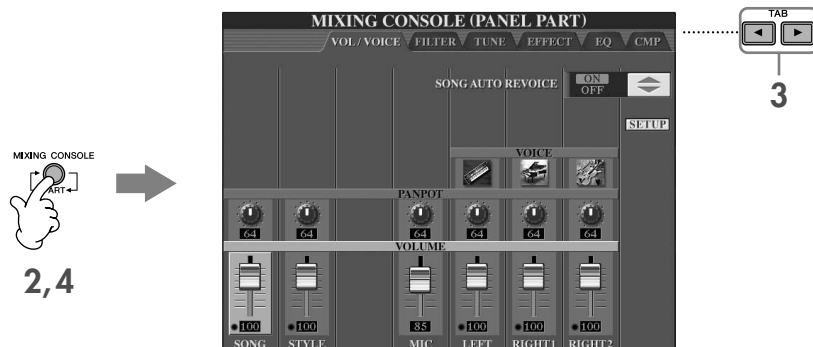 MIXING CONSOLE (PANEL PART)
VOL / VOICE FILTER TUNE EFFECT EQ CMP
TAB
3
SONG AUTO REVOICE ON
OFF
SETUP
MIXING CONSOLE
ART
2,4
VOICE
PANPOT
64 64 64 64 64 64
VOLUME
100 100 85 100 100 100
SONG STYLE MIC LEFT RIGHT1 RIGHT2